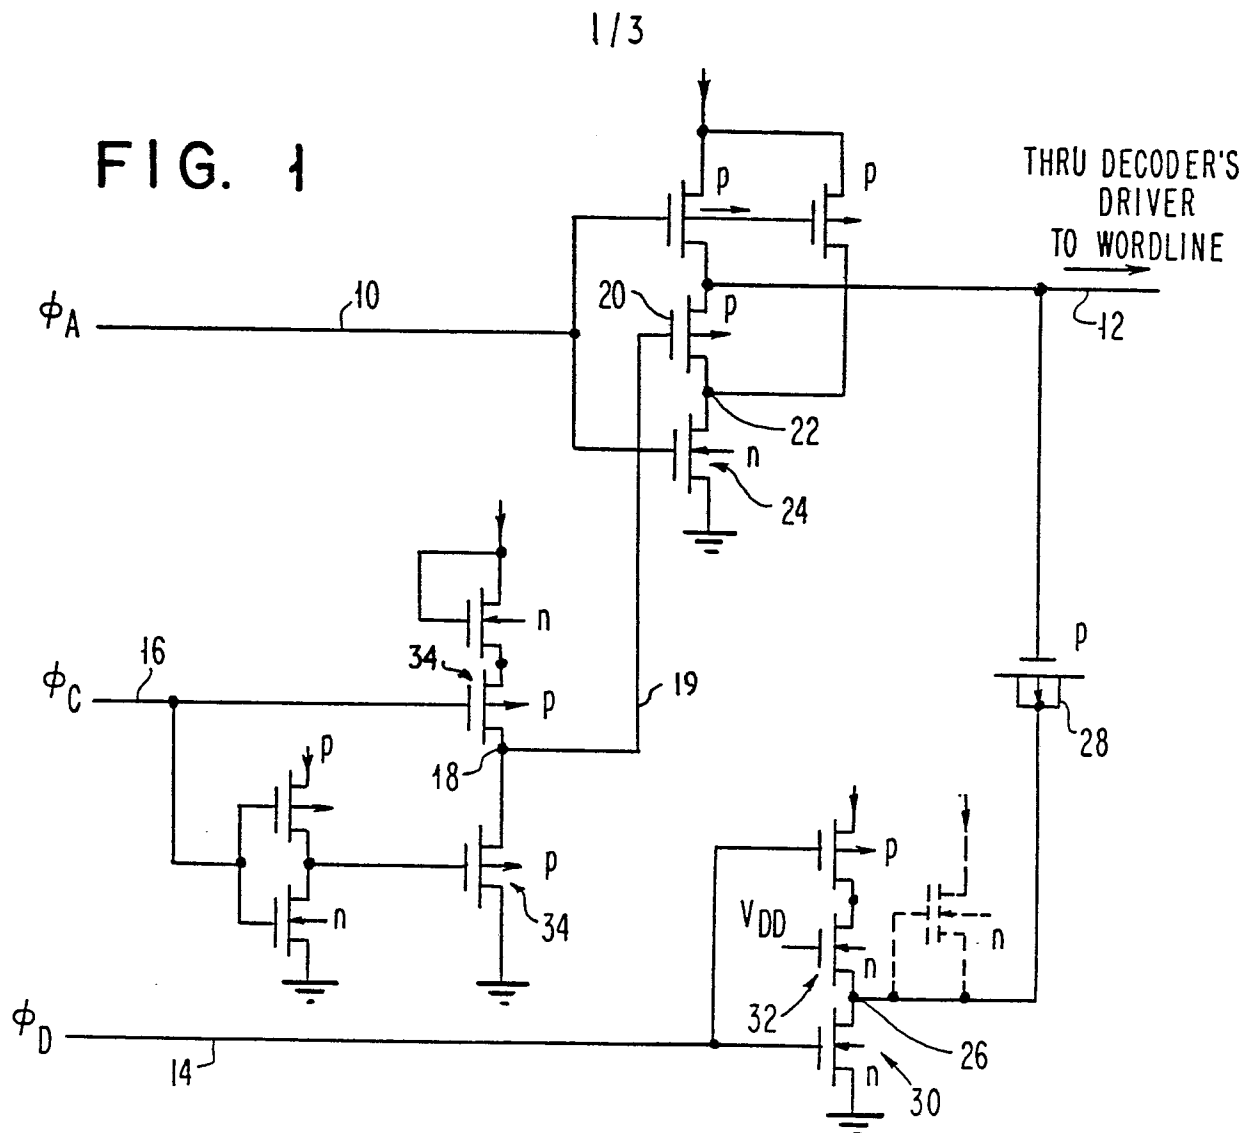 1/3
FIG. 1
THRU DECODER'S
DRIVER
TO WORDLINE
p
p
ϕA
10
20
p
12
22
n
24
n
ϕC
16
34
p
19
p
28
18
p
p
n
34
p
VDD
n
n
32
26
ϕD
14
n
30